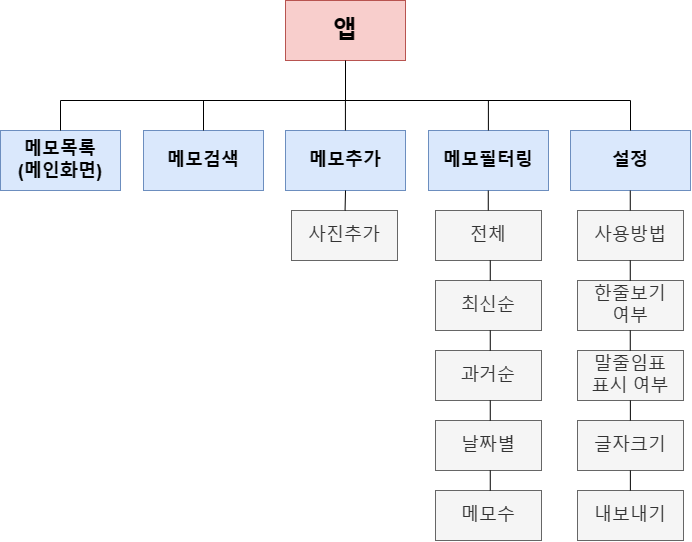 앱
메모목록
(메인화면)
메모검색
메모추가
메모필터링
설정
사진추가
전체
사용방법
최신순
한줄보기
여부
과거순
말줄임표
표시 여부
날짜별
글자크기
메모수
내보내기